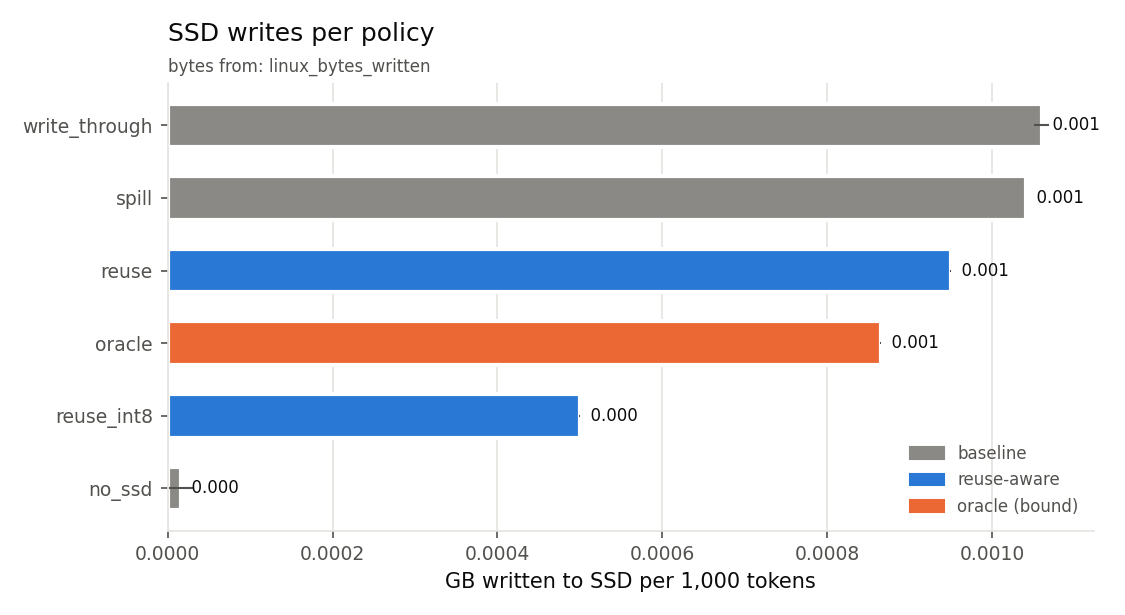 SSD writes per policy
bytes from: linux_bytes_written
write_through 0.001
spill 0.001
reuse 0.001
oracle 0.001
reuse_int8 0.000
no_ssd 0.000
baseline
reuse-aware
oracle (bound)
0.0000 0.0002 0.0004 0.0006 0.0008 0.0010
GB written to SSD per 1,000 tokens